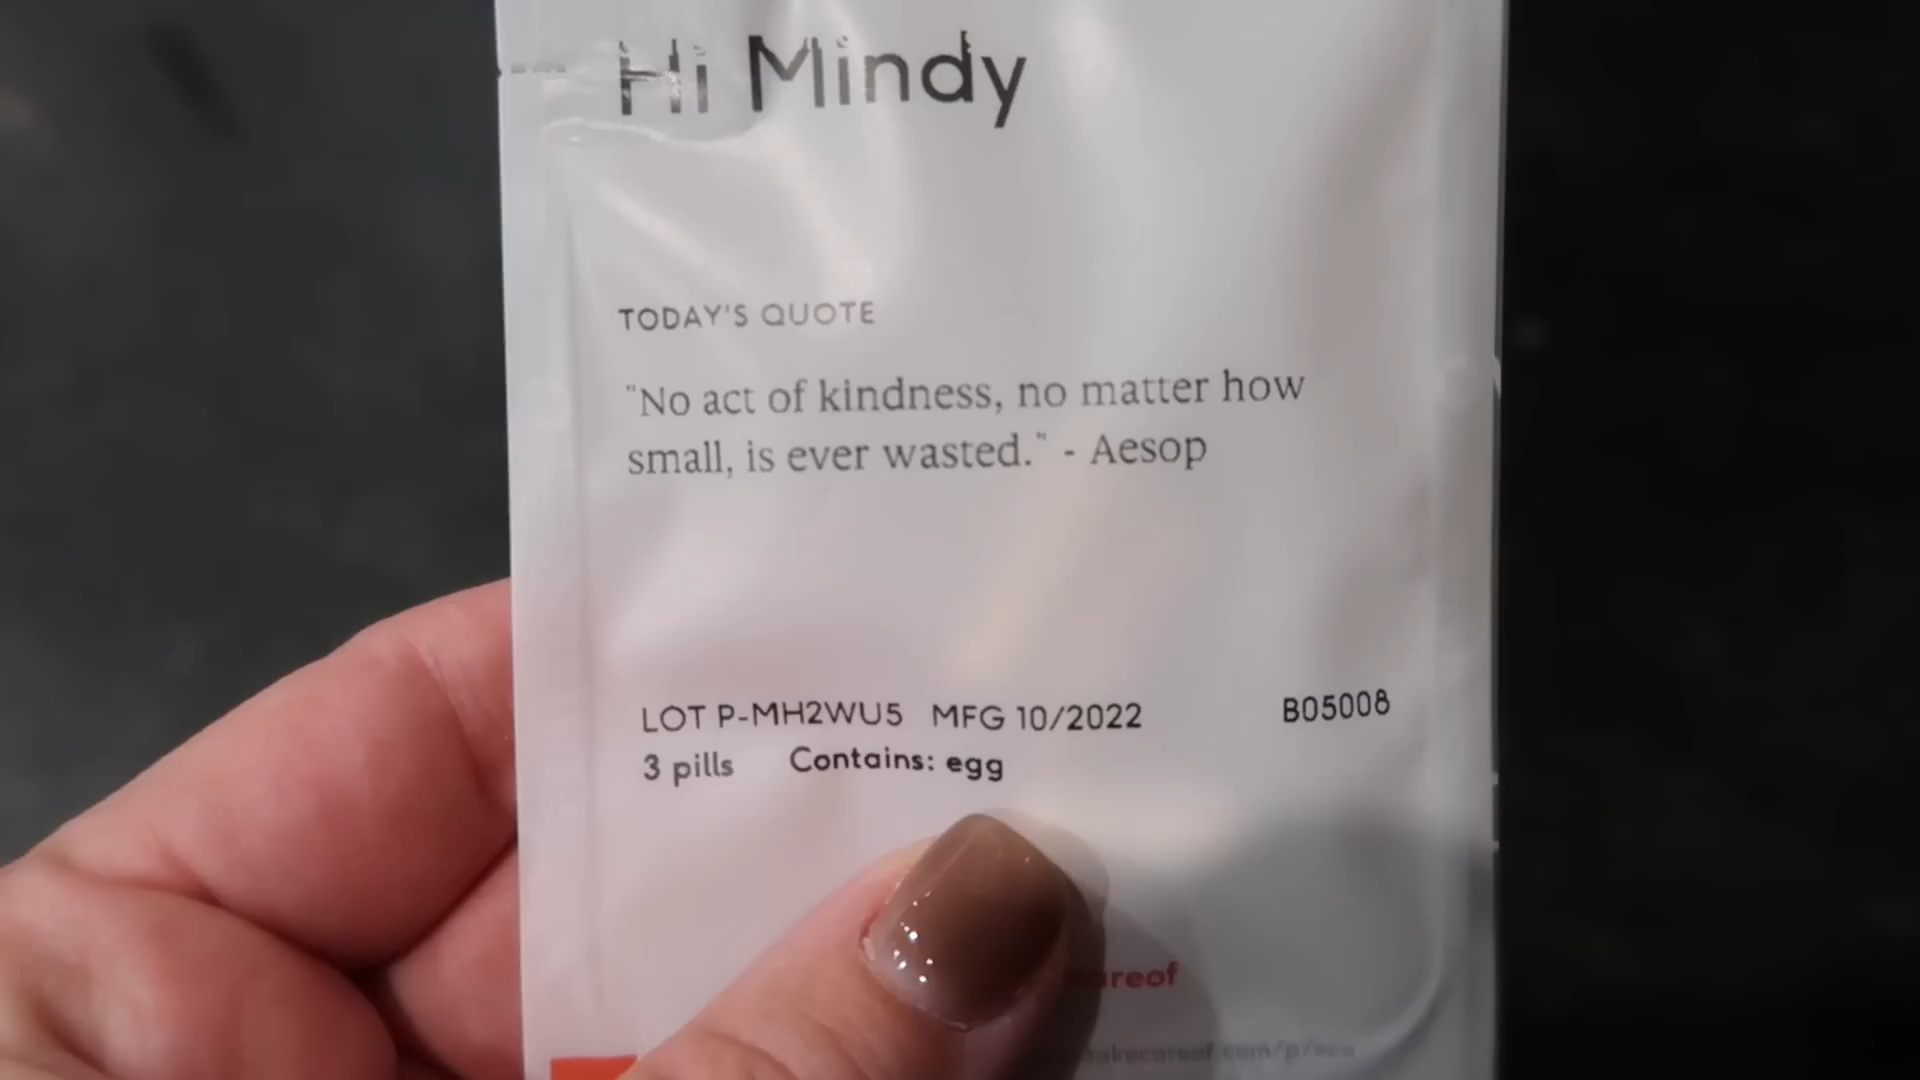 Hi Mindy
TODAY'S QUOTE
"No act of kindness, no matter how
small, is ever wasted." - Aesop
LOT P-MH2WU5 MFG 10/2022 B05008
3 pills Contains: egg